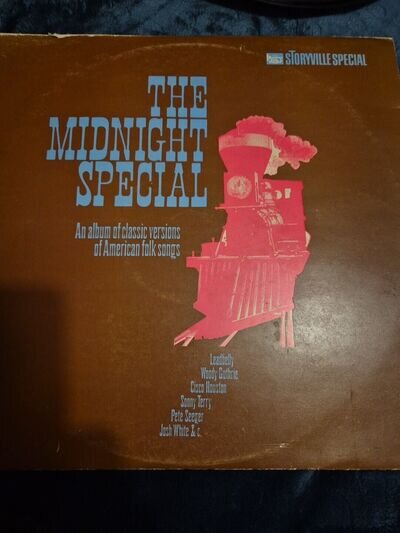 STORYVILLE SPECIAL
THE
MIDNIGHT
SPECIAL
An album of classic versions
of American folk songs
Leadbelly
Woody Guthrie
Cisco Houston
Sonny Terry
Pete Seeger
Josh White & c.